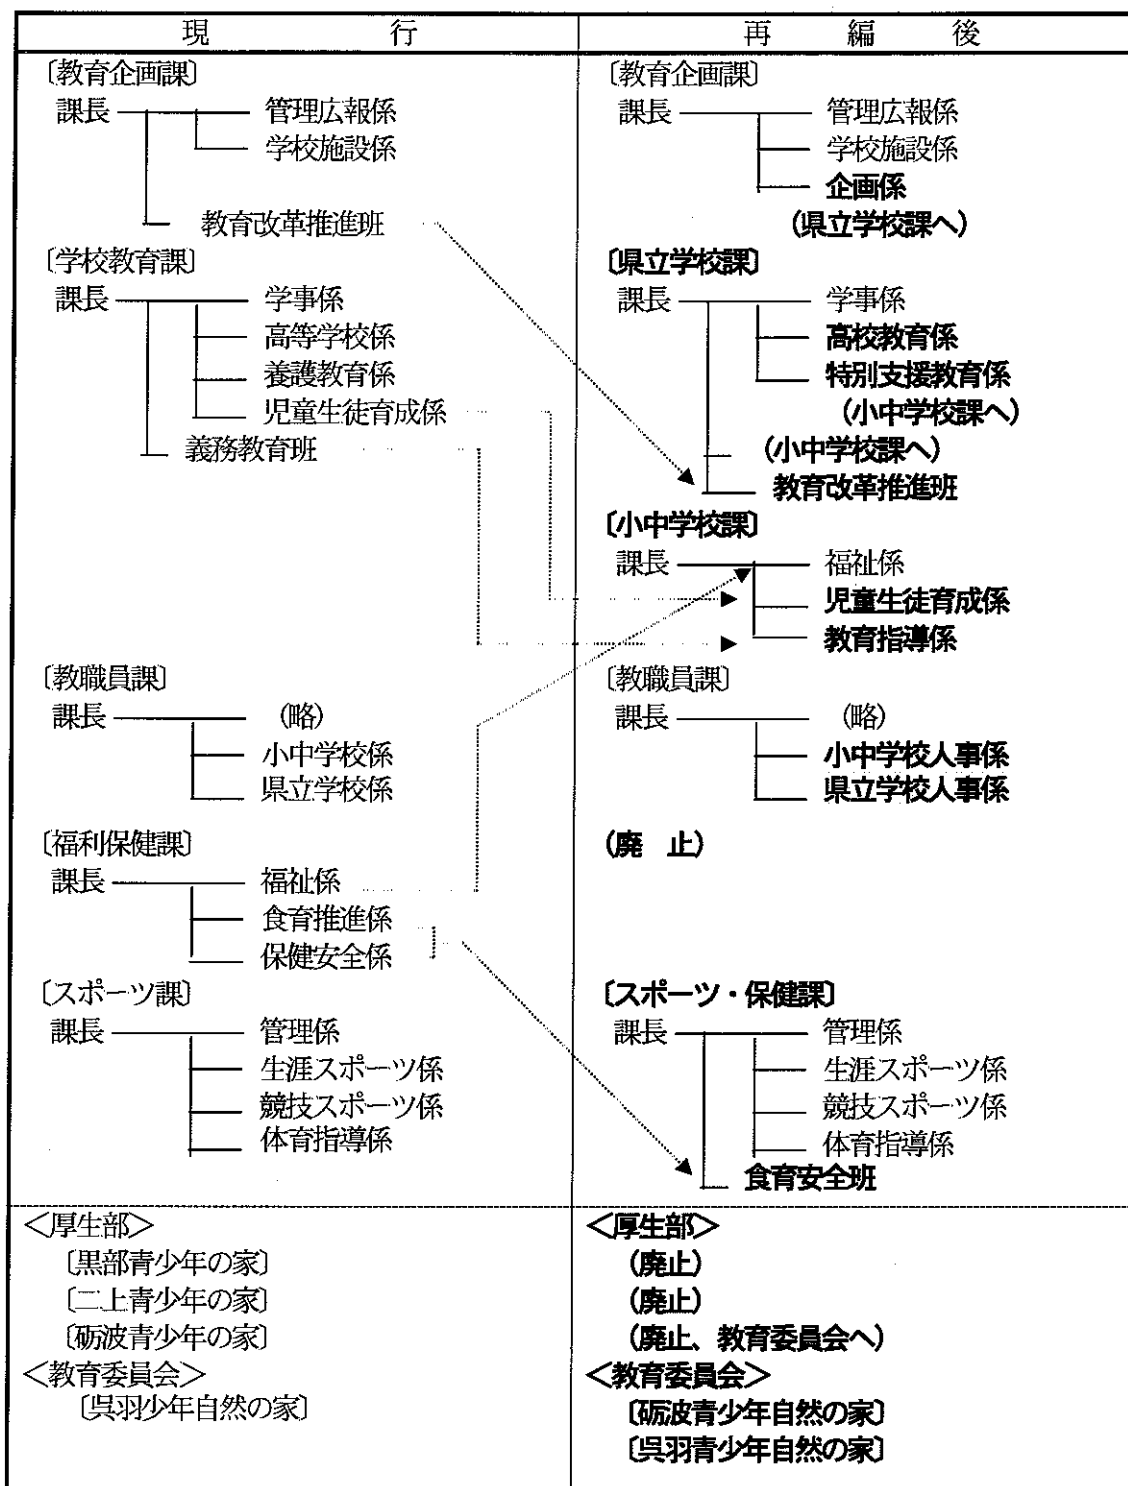 現行
〔教育企画課〕
課長 管理広報係
学校施設係
教育改革推進班
〔学校教育課〕
課長 学事係
高等学校係
養護教育係
児童生徒育成係
義務教育班
〔教職員課〕
課長 (略)
小中学校係
県立学校係
〔福利保健課〕
課長 福祉係
食育推進係
保健安全係
〔スポーツ課〕
課長 管理係
生涯スポーツ係
競技スポーツ係
体育指導係
<厚生部>
〔黒部青少年の家〕
〔二上青少年の家〕
〔砺波青少年の家〕
<教育委員会>
〔呉羽少年自然の家〕
再編後
〔教育企画課〕
課長 管理広報係
学校施設係
企画係
(県立学校課へ)
〔県立学校課〕
課長 学事係
高校教育係
特別支援教育係
(小中学校課へ)
(小中学校課へ)
教育改革推進班
〔小中学校課〕
課長 福祉係
児童生徒育成係
教育指導係
〔教職員課〕
課長 (略)
小中学校人事係
県立学校人事係
(廃 止)
〔スポーツ・保健課〕
課長 管理係
生涯スポーツ係
競技スポーツ係
体育指導係
食育安全班
<厚生部>
(廃止)
(廃止)
(廃止、教育委員会へ)
<教育委員会>
〔砺波青少年自然の家〕
〔呉羽青少年自然の家〕